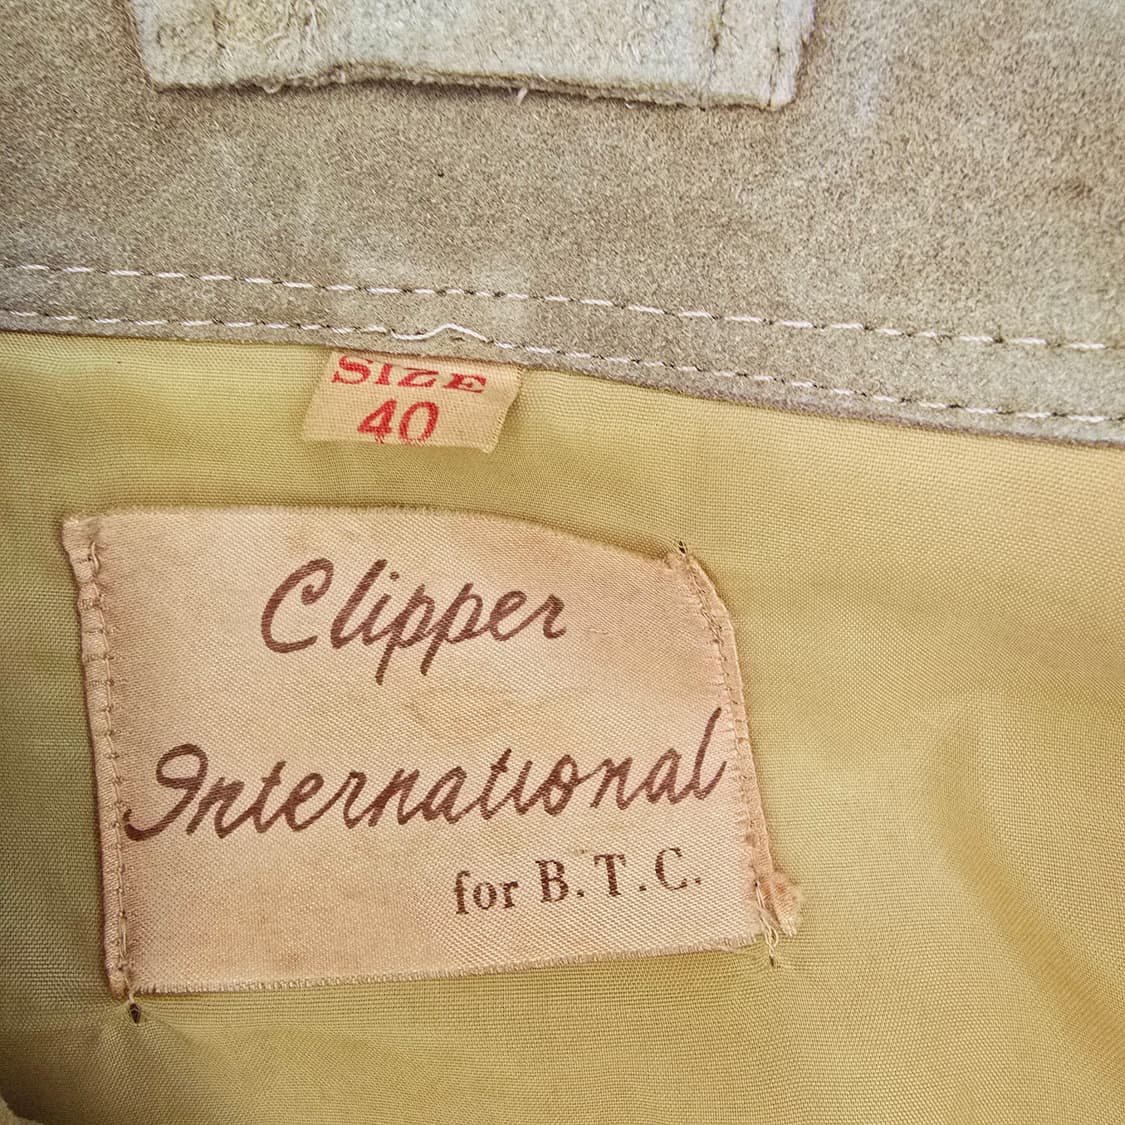 SIZE
40
Clipper
International
for B.T.C.